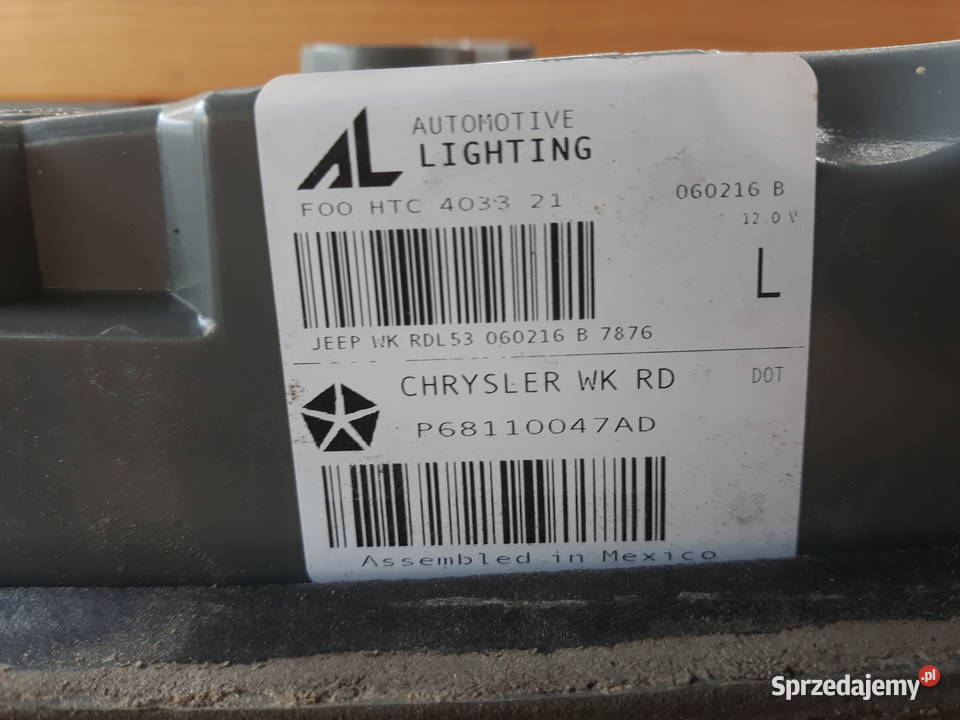 AL AUTOMOTIVE
LIGHTING
F00 HTC 4033 21
060216 B
12.0 V
L
JEEP WK RDL53 060216 B 7876
CHRYSLER WK RD
DOT
P68110047AD
Assembled in Mexico
Sprzedajemy.pl